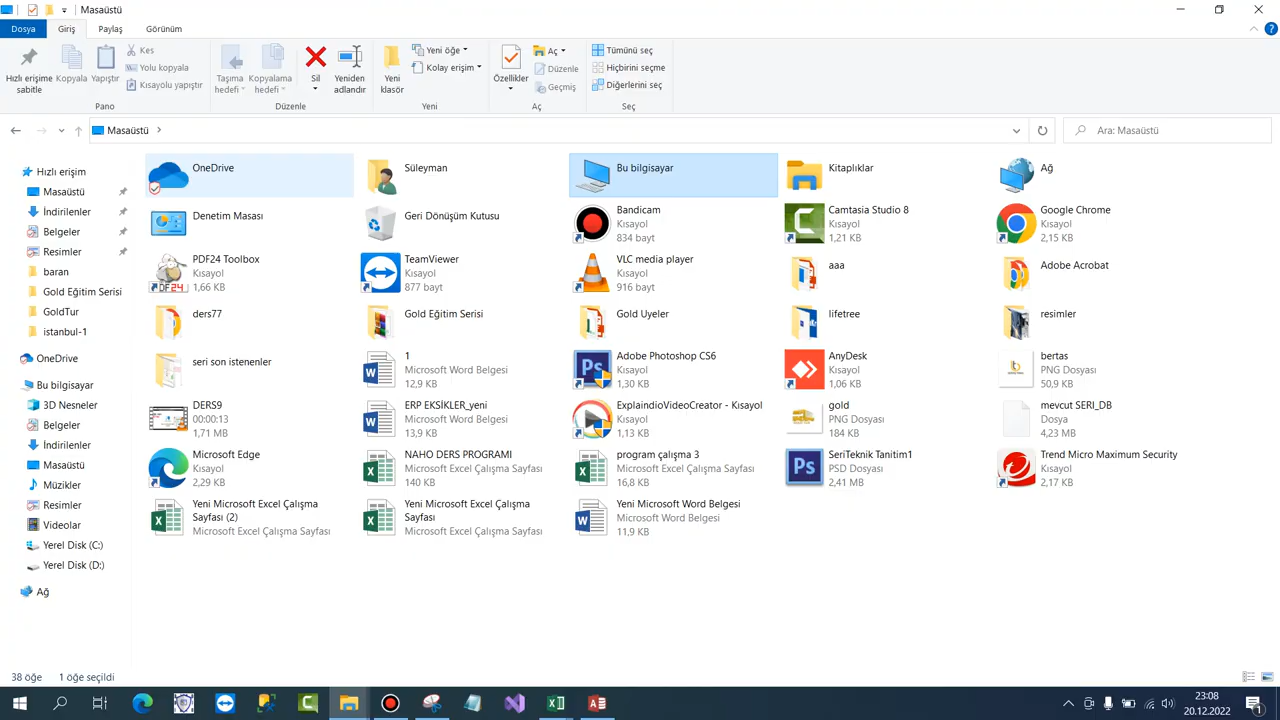 Masaüstü
Dosya
Giriş
Paylaş
Görünüm
Hızlı erişime sabitle
Kopyala
Yapıştır
Kes
Yolu kopyala
Kısayolu yapıştır
Pano
Taşıma hedefi
Kopyalama hedefi
Sil
Yeniden adlandır
Düzenle
Yeni klasör
Yeni öğe
Kolay erişim
Yeni
Özellikler
Aç
Düzenle
Geçmiş
Aç
Tümünü seç
Hiçbirini seçme
Diğerlerini seç
Seç
Masaüstü
Ara: Masaüstü
Hızlı erişim
Masaüstü
İndirilenler
Belgeler
Resimler
baran
Gold Eğitim Serisi
GoldTur
istanbul-1
OneDrive
Bu bilgisayar
3D Nesneler
Belgeler
İndirilenler
Masaüstü
Müzikler
Resimler
Videolar
Yerel Disk (C:)
Yerel Disk (D:)
Ağ
OneDrive
Süleyman
Bu bilgisayar
Kitaplıklar
Ağ
Denetim Masası
Geri Dönüşüm Kutusu
Bandicam
Kısayol
834 bayt
Camtasia Studio 8
Kısayol
1,21 KB
Google Chrome
Kısayol
2,15 KB
PDF24 Toolbox
Kısayol
1,66 KB
TeamViewer
Kısayol
877 bayt
VLC media player
Kısayol
916 bayt
aaa
Adobe Acrobat
ders77
Gold Eğitim Serisi
Gold Uyeler
lifetree
resimler
seri son istenenler
1
Microsoft Word Belgesi
12,9 KB
Adobe Photoshop CS6
Kısayol
1,30 KB
AnyDesk
Kısayol
1,06 KB
bertas
PNG Dosyası
50,9 KB
DERS9
00:00:13
1,71 MB
ERP EKSİKLER_yeni
Microsoft Word Belgesi
13,9 KB
ExplaindioVideoCreator - Kısayol
Kısayol
1,13 KB
gold
PNG Dosyası
184 KB
mevcut SERI_DB
Dosya
4,23 MB
Microsoft Edge
Kısayol
2,29 KB
NAHO DERS PROGRAMI
Microsoft Excel Çalışma Sayfası
140 KB
program çalışma 3
Microsoft Excel Çalışma Sayfası
16,8 KB
SeriTeknik Tanitim1
PSD Dosyası
2,41 MB
Trend Micro Maximum Security
Kısayol
2,17 KB
Yeni Microsoft Excel Çalışma
Sayfası (2)
Microsoft Excel Çalışma Sayfası
Yeni Microsoft Excel Çalışma
Sayfası
Microsoft Excel Çalışma Sayfası
Yeni Microsoft Word Belgesi
Microsoft Word Belgesi
11,9 KB
38 öğe
1 öğe seçildi
23:08
20.12.2022